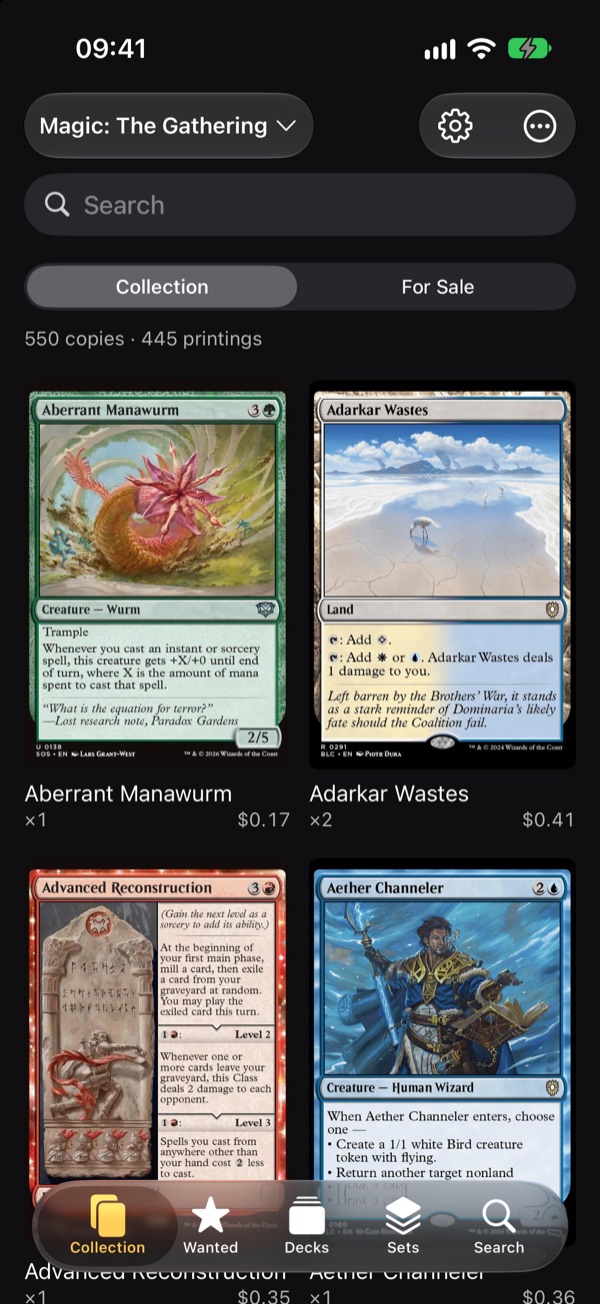 09:41
Magic: The Gathering
Search
Collection
For Sale
550 copies · 445 printings
Aberrant Manawurm 3
Creature — Wurm
Trample
Whenever you cast an instant or sorcery
spell, this creature gets +X/+0 until end
of turn, where X is the amount of mana
spent to cast that spell.
“What is the equation for terror?”
—Lost research note, Paradox Gardens
2/5
U 0138
SOS • EN Lars Grant-West
™ & © 2026 Wizards of the Coast
Adarkar Wastes
Land
: Add .
: Add or . Adarkar Wastes deals
1 damage to you.
Left barren by the Brothers’ War, it stands
as a stark reminder of Dominaria’s likely
fate should the Coalition fail.
R 0291
BLC • EN Piotr Dura
™ & © 2024 Wizards of the Coast
Aberrant Manawurm
×1 $0.17
Adarkar Wastes
×2 $0.41
Advanced Reconstruction 3
(Gain the next level as a
sorcery to add its ability.)
At the beginning of
your first main phase,
mill a card, then exile
a card from your
graveyard at random.
You may play the
exiled card this turn.
1 : Level 2
Whenever one or
more cards leave your
graveyard, this Class
deals 2 damage to each
opponent.
1 : Level 3
Spells you cast from
anywhere other than
your hand cost 2 less
to cast.
Aether Channeler 2
Creature — Human Wizard
When Aether Channeler enters, choose
one —
• Create a 1/1 white Bird creature
token with flying.
• Return another target nonland
• Draw a card.
Collection
Wanted
Decks
Sets
Search
Advanced Reconstruction
×1 $0.35
Aether Channeler
×1 $0.36